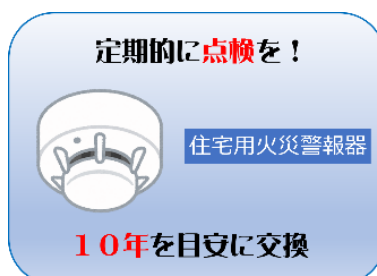 定期的に点検を！
住宅用火災警報器
１０年を目安に交換